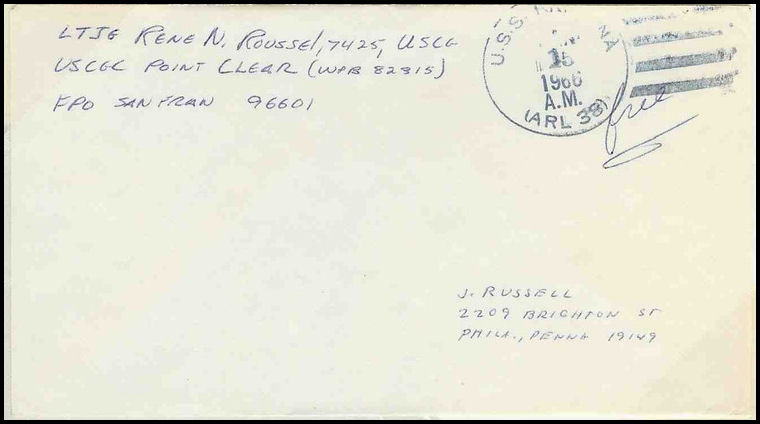 LTJG RENE N. ROUSSEL, 7425, USCG
USCGC POINT CLEAR (WPB 82315)
FPO SAN FRAN 96601
U.S.S.
NA
15
1966
A.M.
(ARL 38)
free
J. RUSSELL
2209 BRIGHTON ST
PHILA., PENNA 19149